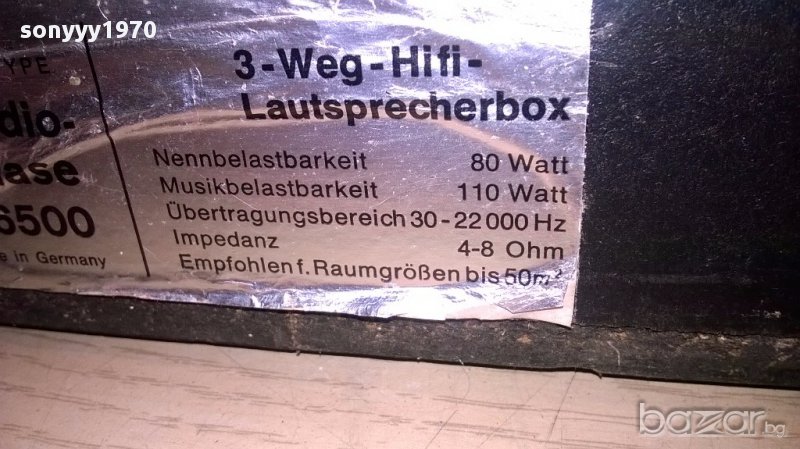 sonyyy1970
TYPE
dio-
ase
6500
in Germany
3-Weg-Hifi-
Lautsprecherbox
Nennbelastbarkeit 80 Watt
Musikbelastbarkeit 110 Watt
Übertragungsbereich 30-22 000 Hz
Impedanz 4-8 Ohm
Empfohlen f. Raumgrößen bis 50m²
bazar.bg